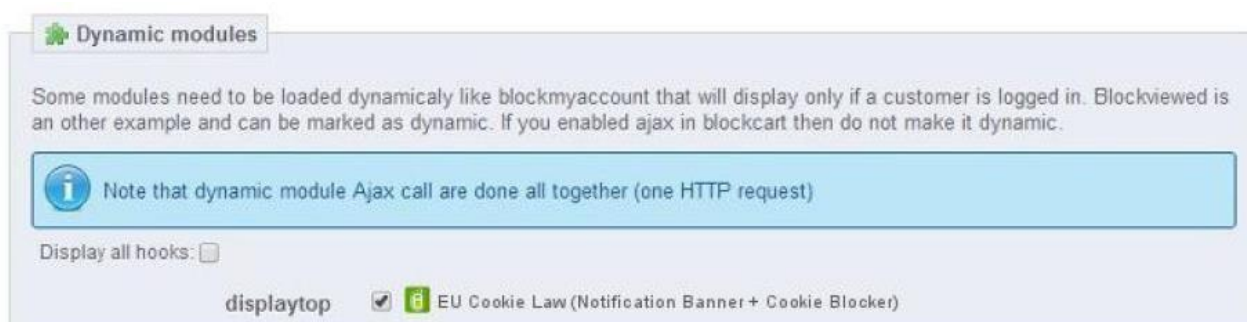 Dynamic modules
Some modules need to be loaded dynamicaly like blockmyaccount that will display only if a customer is logged in. Blockviewed is
an other example and can be marked as dynamic. If you enabled ajax in blockcart then do not make it dynamic.
Note that dynamic module Ajax call are done all together (one HTTP request)
Display all hooks:
displaytop EU Cookie Law (Notification Banner + Cookie Blocker)